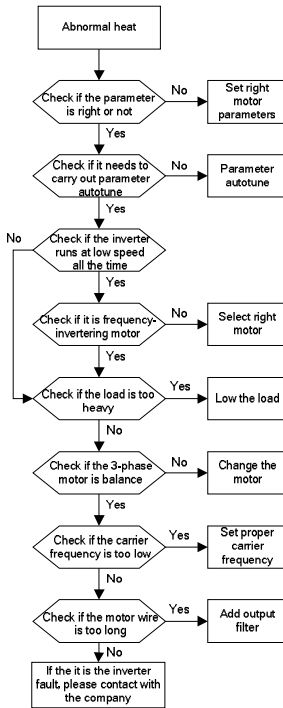 Abnormal heat
Check if the parameter
is right or not
No
Set right
motor
parameters
Yes
Check if it needs to
carry out parameter
autotune
No
Parameter
autotune
Yes
No
Check if the inverter
runs at low speed
all the time
Yes
Check if it is frequency-
invertering motor
No
Select right
motor
Yes
Check if the load is too
heavy
Yes
Low the load
No
Check if the 3-phase
motor is balance
No
Change the
motor
Yes
Check if the carrier
frequency is too low
Yes
Set proper
carrier
frequency
No
Check if the motor wire
is too long
Yes
Add output
filter
No
If the it is the inverter
fault, please contact with
the company